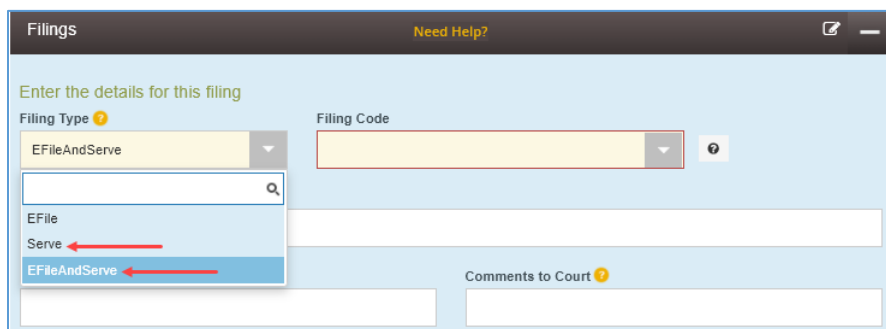 Filings Need Help?
Enter the details for this filing
Filing Type Filing Code
EFileAndServe
EFile
Serve
EFileAndServe
Comments to Court